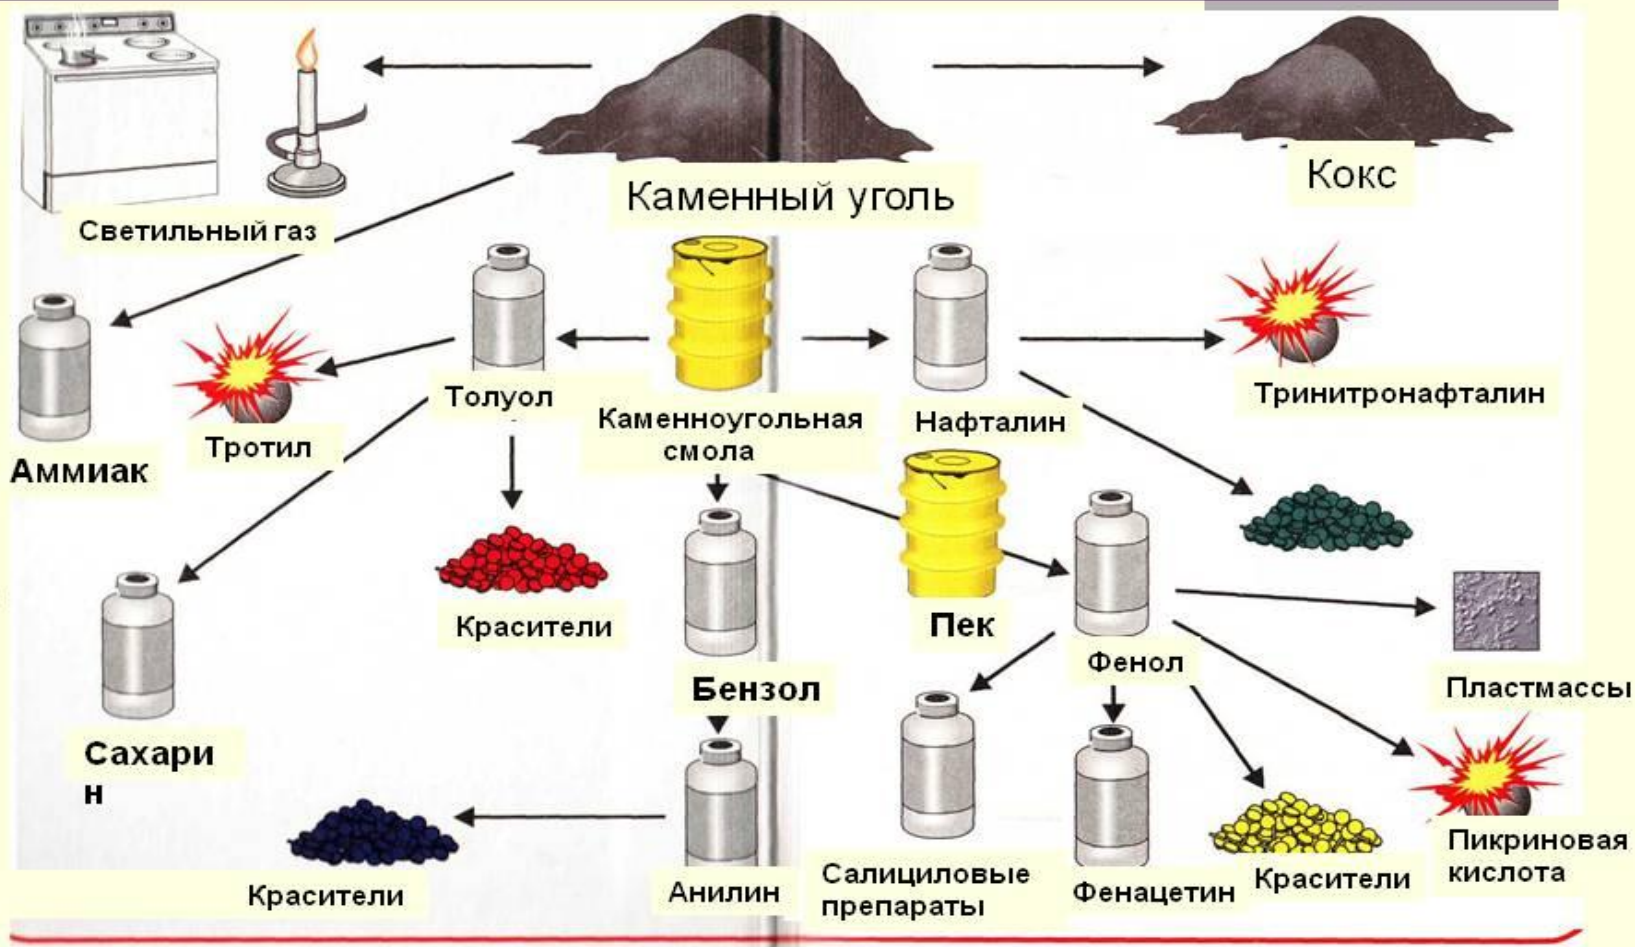 Каменный уголь
Кокс
Светильный газ
Аммиак
Тротил
Толуол
Каменноугольная
смола
Нафталин
Тринитронафталин
Красители
Пек
Фенол
Пластмассы
Бензол
Сахари
н
Красители
Анилин
Салициловые
препараты
Фенацетин
Красители
Пикриновая
кислота